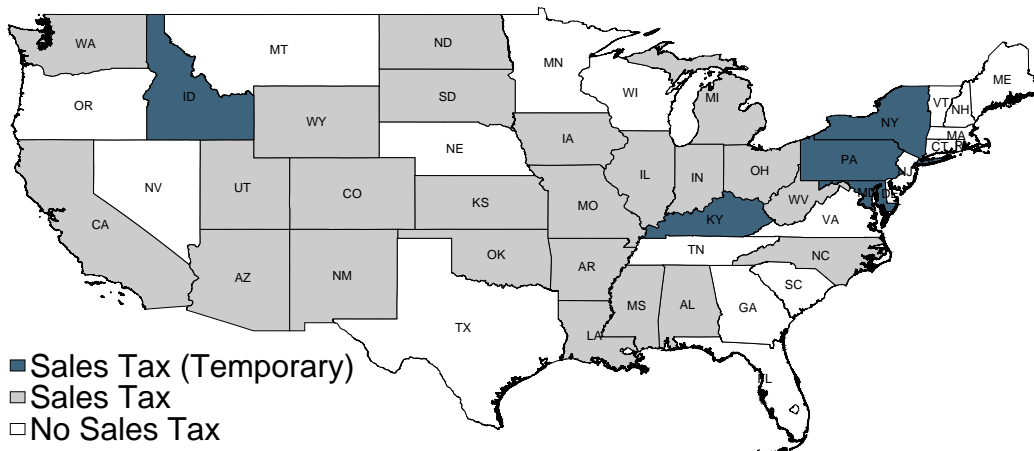 WA
MT
ND
MN
ME
OR
ID
SD
WI
MI
VT
NH
NY
WY
MA
CT
RI
IA
NE
PA
NJ
NV
UT
CO
IL
IN
OH
MD
DE
WV
KS
MO
KY
VA
CA
OK
TN
NC
AZ
NM
AR
SC
MS
AL
GA
TX
LA
FL
Sales Tax (Temporary)
Sales Tax
No Sales Tax